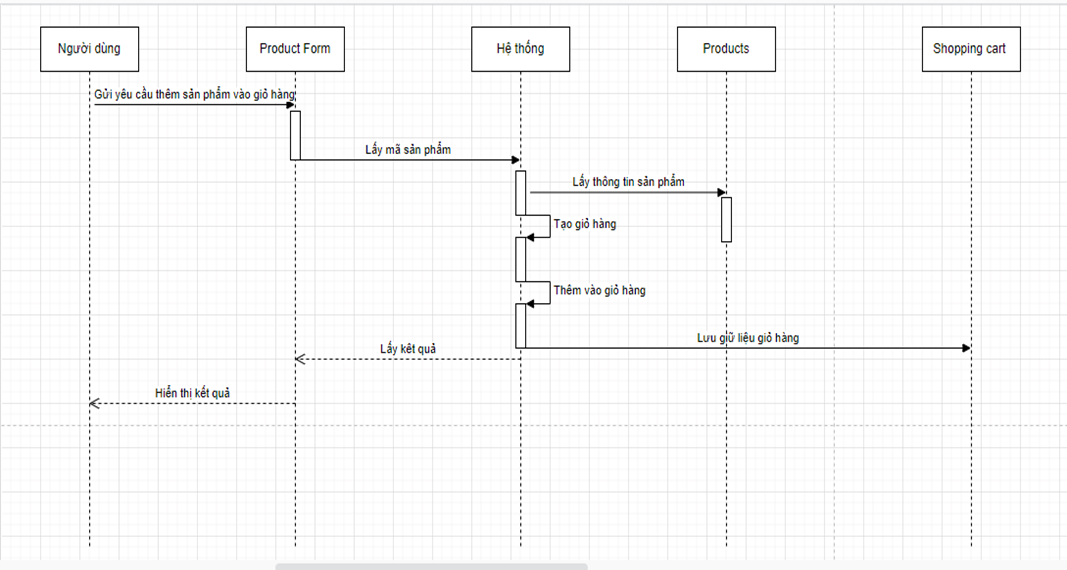 Người dùng
Product Form
Hệ thống
Products
Shopping cart
Gửi yêu cầu thêm sản phẩm vào giỏ hàng
Lấy mã sản phẩm
Lấy thông tin sản phẩm
Tạo giỏ hàng
Thêm vào giỏ hàng
Lưu giữ liệu giỏ hàng
Lấy kêt quả
Hiển thị kết quả